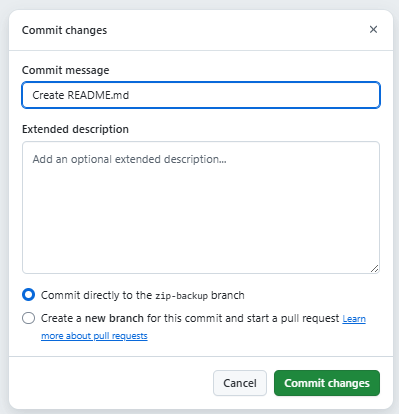 Commit changes
Commit message
Create README.md
Extended description
Add an optional extended description...
Commit directly to the zip-backup branch
Create a new branch for this commit and start a pull request Learn
more about pull requests
Cancel
Commit changes